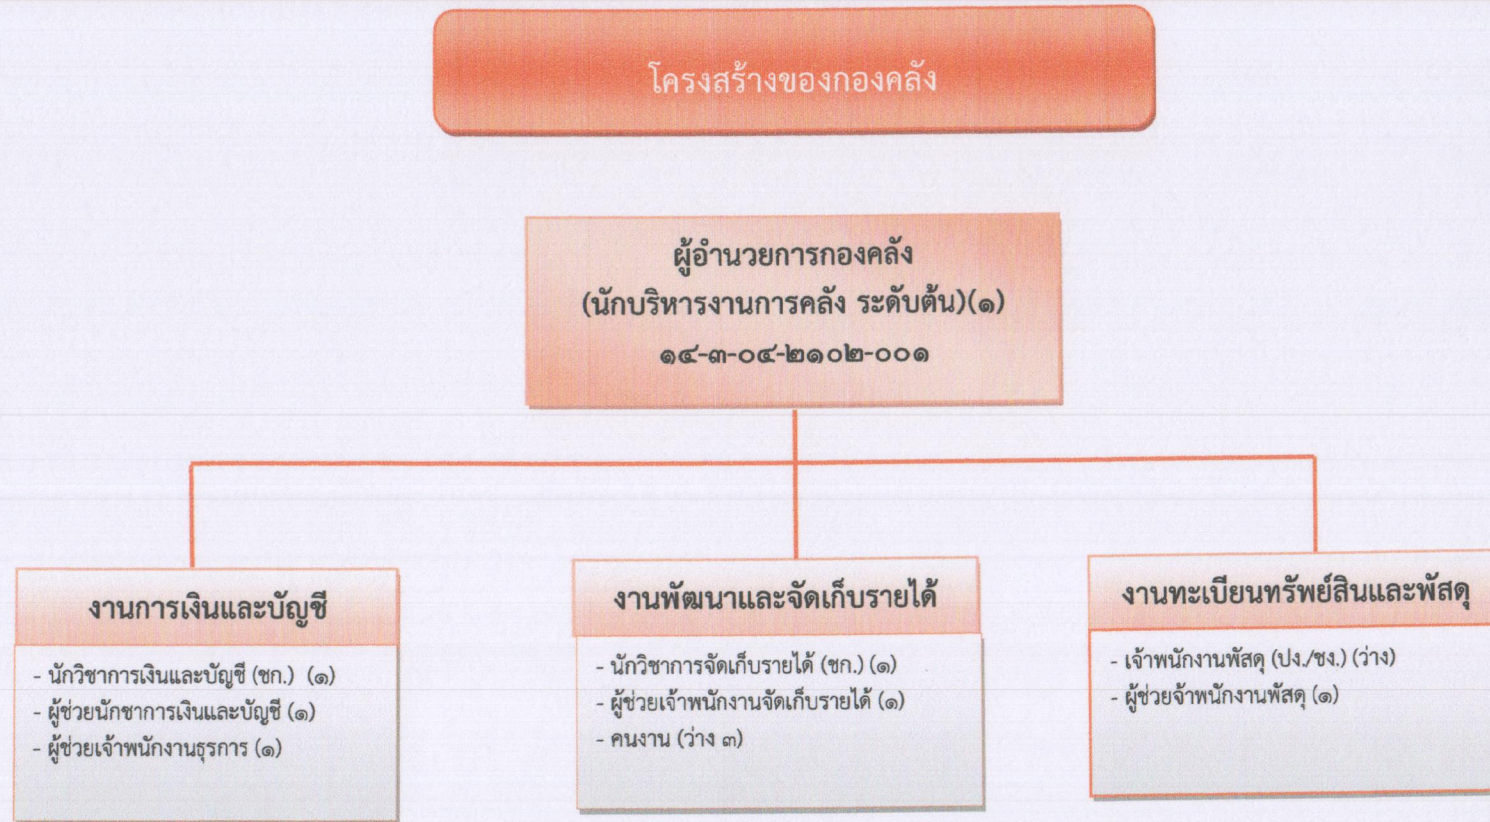 โครงสร้างของกองคลัง
ผู้อำนวยการกองคลัง
(นักบริหารงานการคลัง ระดับต้น)(๑)
๑๔-๓-๐๔-๒๑๐๒-๐๐๑
งานการเงินและบัญชี
- นักวิชาการเงินและบัญชี (ชก.) (๑)
- ผู้ช่วยนักชาการเงินและบัญชี (๑)
- ผู้ช่วยเจ้าพนักงานธุรการ (๑)
งานพัฒนาและจัดเก็บรายได้
- นักวิชาการจัดเก็บรายได้ (ชก.) (๑)
- ผู้ช่วยเจ้าพนักงานจัดเก็บรายได้ (๑)
- คนงาน (ว่าง ๓)
งานทะเบียนทรัพย์สินและพัสดุ
- เจ้าพนักงานพัสดุ (ปง./ชง.) (ว่าง)
- ผู้ช่วยจ้าพนักงานพัสดุ (๑)